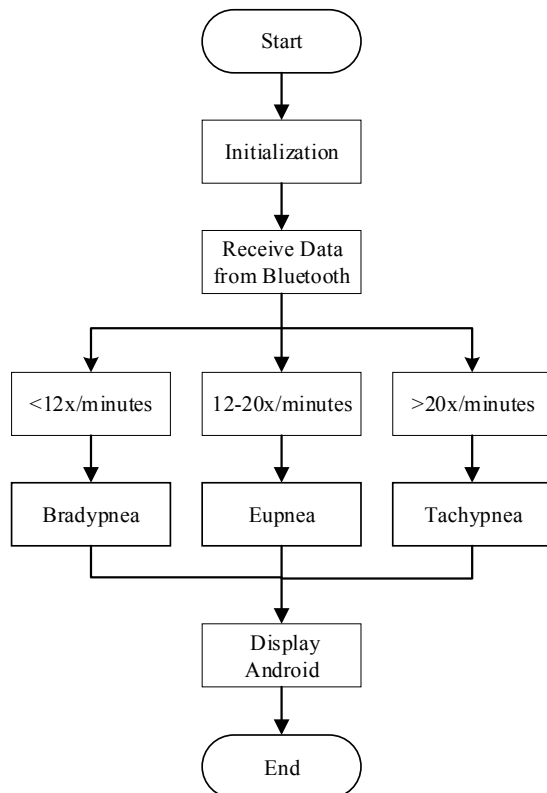 Start
Initialization
Receive Data
from Bluetooth
<12x/minutes
12-20x/minutes
>20x/minutes
Bradypnea
Eupnea
Tachypnea
Display
Android
End